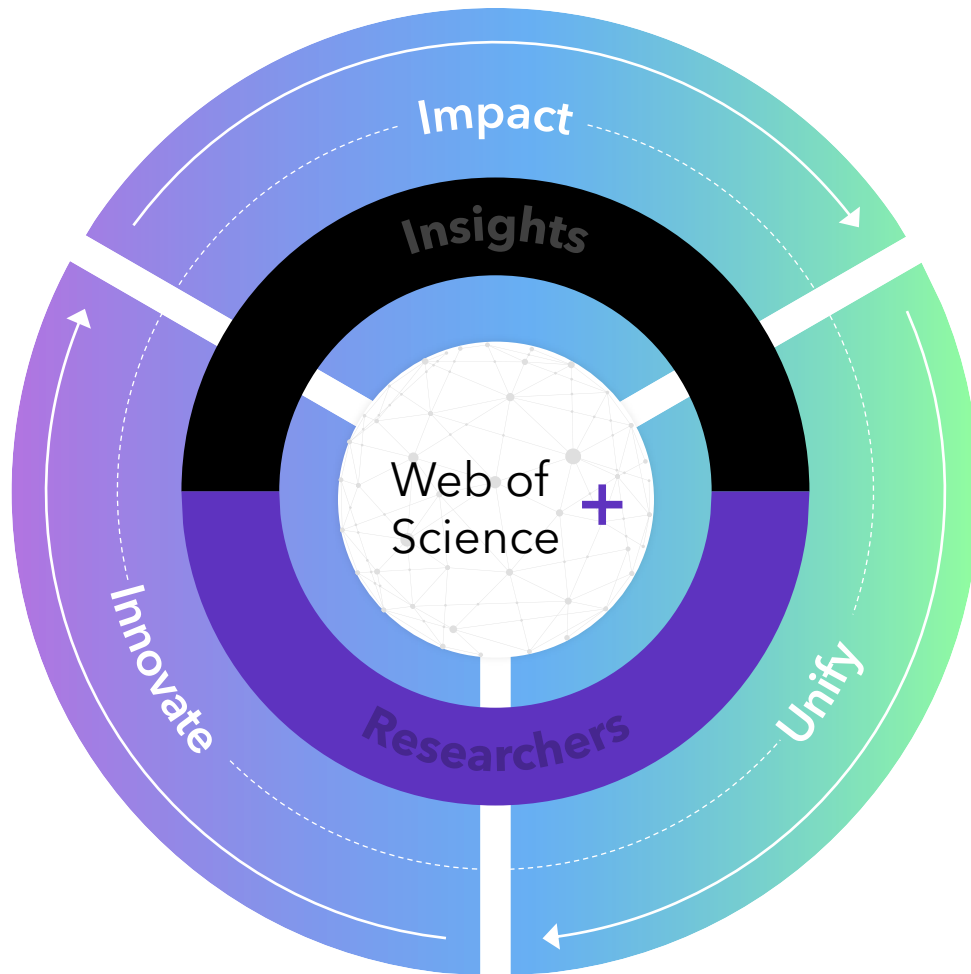 Impact
Insights
Web of
Science +
Innovate
Unify
Researchers